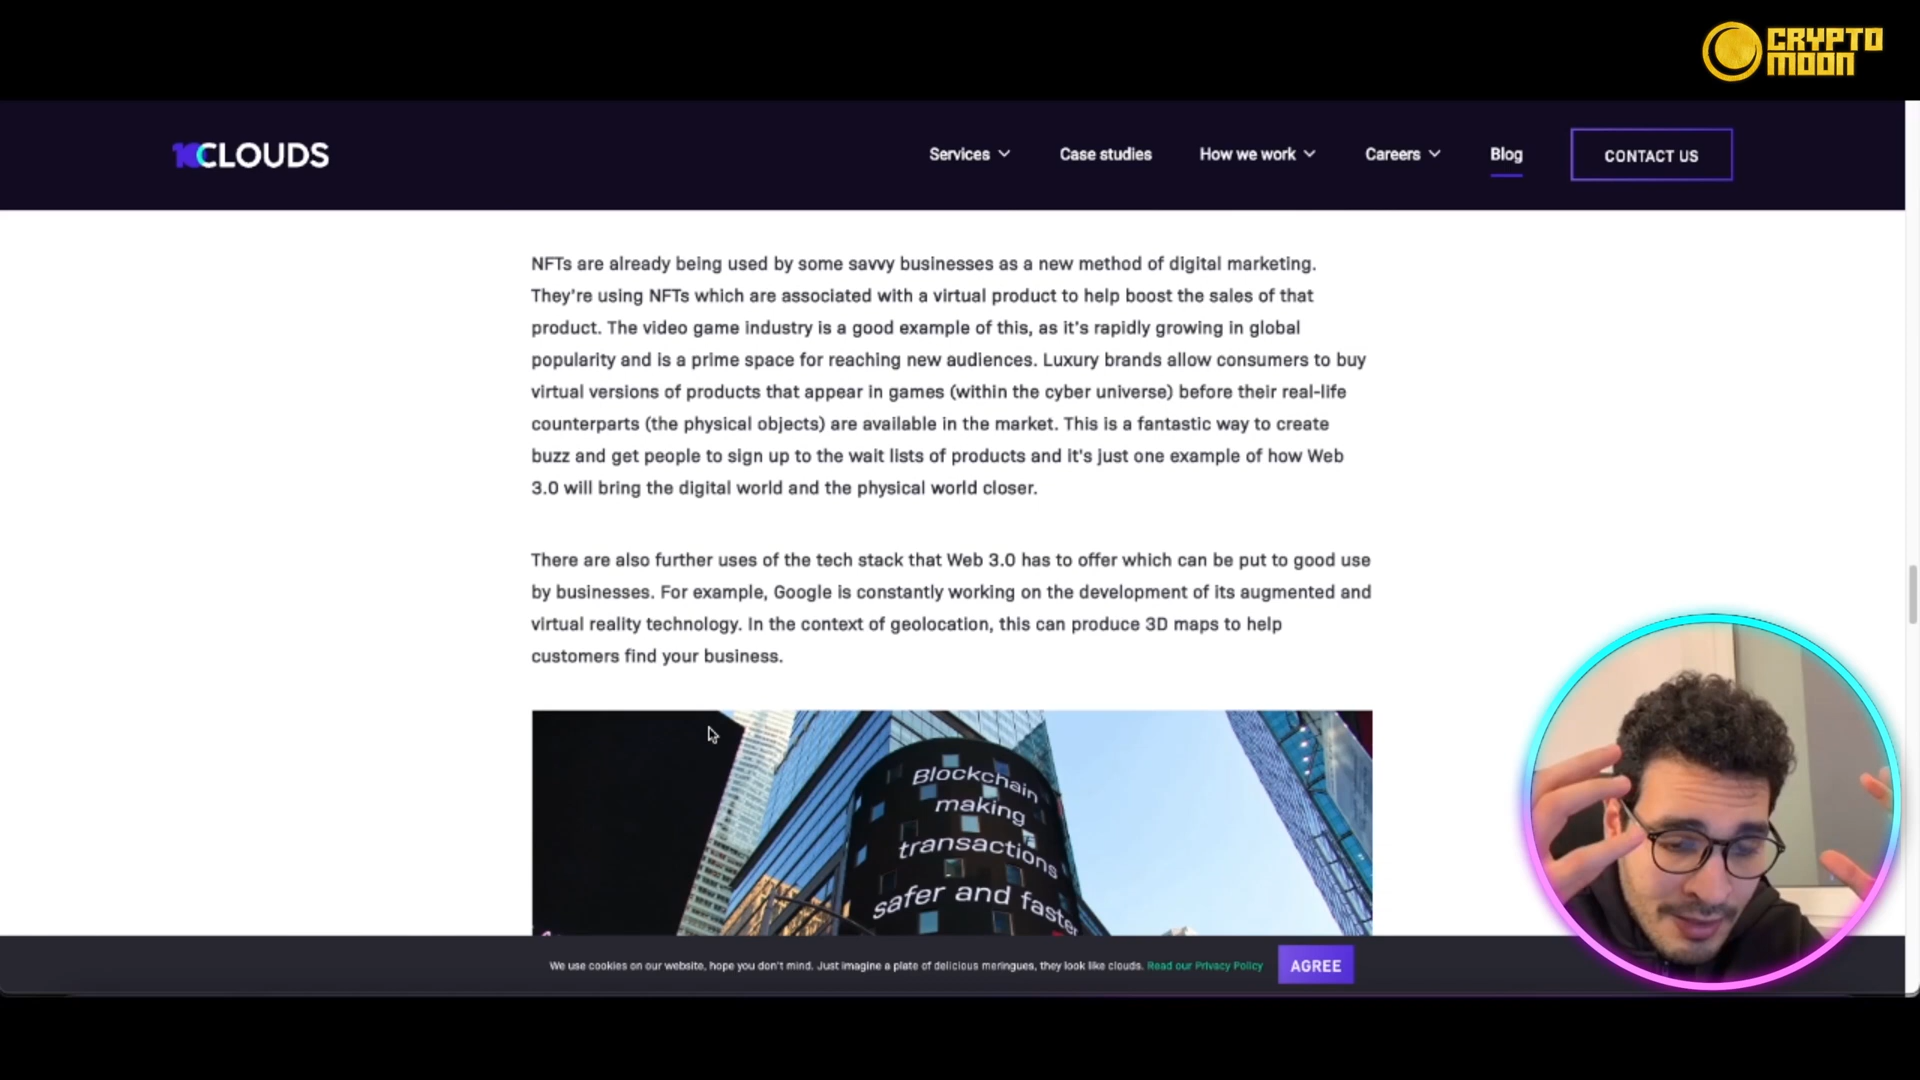 CRYPTO
MOON
10CLOUDS
Services
Case studies
How we work
Careers
Blog
CONTACT US
NFTs are already being used by some savvy businesses as a new method of digital marketing.
They're using NFTs which are associated with a virtual product to help boost the sales of that
product. The video game industry is a good example of this, as it's rapidly growing in global
popularity and is a prime space for reaching new audiences. Luxury brands allow consumers to buy
virtual versions of products that appear in games (within the cyber universe) before their real-life
counterparts (the physical objects) are available in the market. This is a fantastic way to create
buzz and get people to sign up to the wait lists of products and it's just one example of how Web
3.0 will bring the digital world and the physical world closer.
There are also further uses of the tech stack that Web 3.0 has to offer which can be put to good use
by businesses. For example, Google is constantly working on the development of its augmented and
virtual reality technology. In the context of geolocation, this can produce 3D maps to help
customers find your business.
Blockchain
making
transactions
safer and faster
We use cookies on our website, hope you don't mind. Just imagine a plate of delicious meringues, they look like clouds. Read our Privacy Policy
AGREE